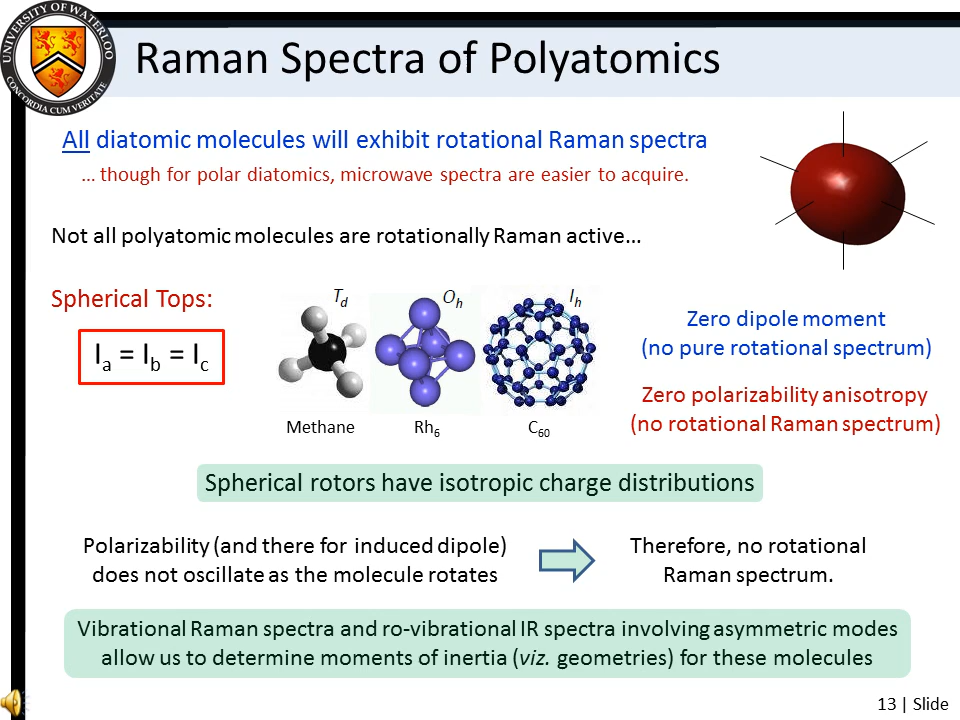 UNIVERSITY OF WATERLOO
CONCORDIA CUM VERITATE
Raman Spectra of Polyatomics
All diatomic molecules will exhibit rotational Raman spectra
... though for polar diatomics, microwave spectra are easier to acquire.
Not all polyatomic molecules are rotationally Raman active…
Spherical Tops:
Iₐ = I_b = I_c
T_d
O_h
I_h
Methane
Rh₆
C₆₀
Zero dipole moment
(no pure rotational spectrum)
Zero polarizability anisotropy
(no rotational Raman spectrum)
Spherical rotors have isotropic charge distributions
Polarizability (and there for induced dipole)
does not oscillate as the molecule rotates
Therefore, no rotational
Raman spectrum.
Vibrational Raman spectra and ro-vibrational IR spectra involving asymmetric modes
allow us to determine moments of inertia (viz. geometries) for these molecules
13 | Slide